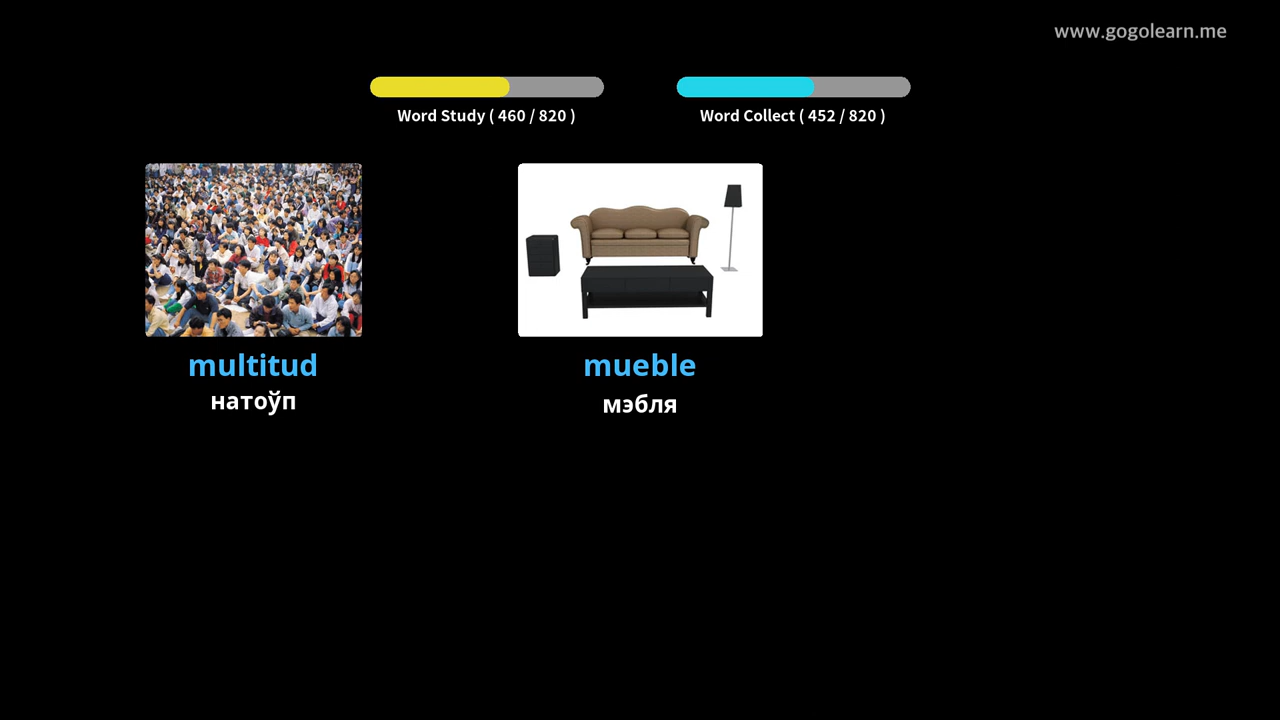 www.gogolearn.me
Word Study ( 460 / 820 )
Word Collect ( 452 / 820 )
multitud
натоўп
mueble
мэбля